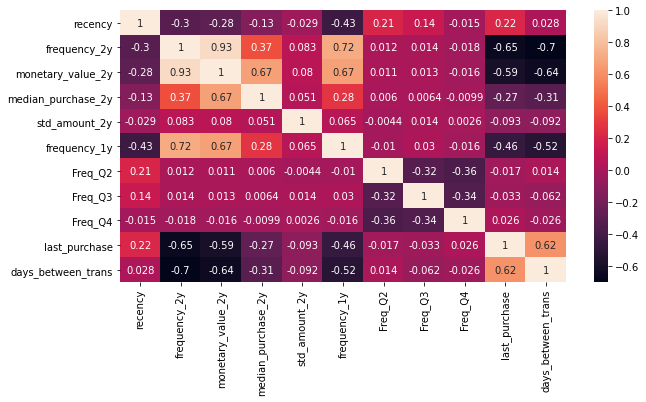 recency 1 -0.3 -0.28 -0.13 -0.029 -0.43 0.21 0.14 -0.015 0.22 0.028
frequency_2y -0.3 1 0.93 0.37 0.083 0.72 0.012 0.014 -0.018 -0.65 -0.7
monetary_value_2y -0.28 0.93 1 0.67 0.08 0.67 0.011 0.013 -0.016 -0.59 -0.64
median_purchase_2y -0.13 0.37 0.67 1 0.051 0.28 0.006 0.0064 -0.0099 -0.27 -0.31
std_amount_2y -0.029 0.083 0.08 0.051 1 0.065 -0.0044 0.014 0.0026 -0.093 -0.092
frequency_1y -0.43 0.72 0.67 0.28 0.065 1 -0.01 0.03 -0.016 -0.46 -0.52
Freq_Q2 0.21 0.012 0.011 0.006 -0.0044 -0.01 1 -0.32 -0.36 -0.017 0.014
Freq_Q3 0.14 0.014 0.013 0.0064 0.014 0.03 -0.32 1 -0.34 -0.033 -0.062
Freq_Q4 -0.015 -0.018 -0.016 -0.0099 0.0026 -0.016 -0.36 -0.34 1 0.026 -0.026
last_purchase 0.22 -0.65 -0.59 -0.27 -0.093 -0.46 -0.017 -0.033 0.026 1 0.62
days_between_trans 0.028 -0.7 -0.64 -0.31 -0.092 -0.52 0.014 -0.062 -0.026 0.62 1
recency
frequency_2y
monetary_value_2y
median_purchase_2y
std_amount_2y
frequency_1y
Freq_Q2
Freq_Q3
Freq_Q4
last_purchase
days_between_trans
1.0
0.8
0.6
0.4
0.2
0.0
-0.2
-0.4
-0.6